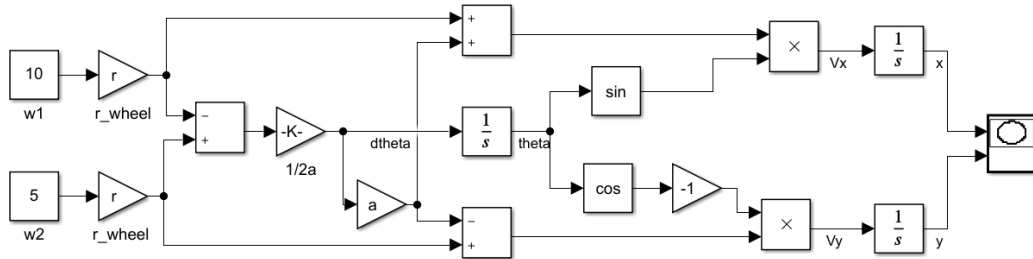 10
w1
r
r_wheel
−
+
-K-
1/2a
dtheta
a
+
+
1
s
theta
sin
cos
-1
×
Vx
1
s
x
5
w2
r
r_wheel
−
+
×
Vy
1
s
y